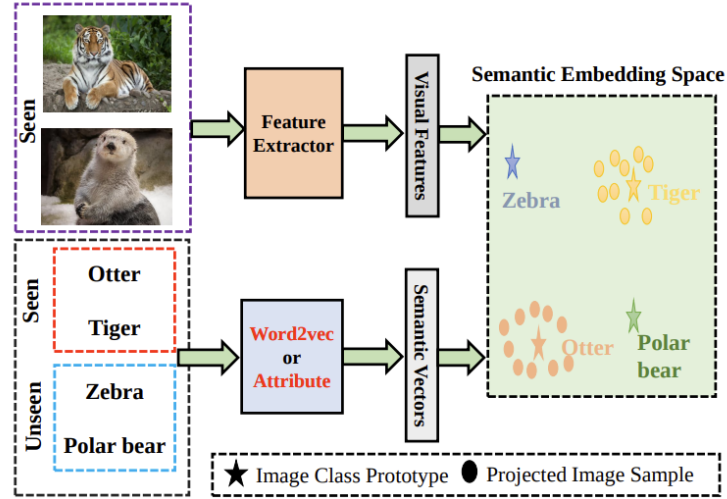 Seen
Feature
Extractor
Visual Features
Semantic Embedding Space
Zebra
Tiger
Otter
Polar
bear
Seen
Otter
Tiger
Unseen
Zebra
Polar bear
Word2vec
or
Attribute
Semantic Vectors
Image Class Prototype
Projected Image Sample